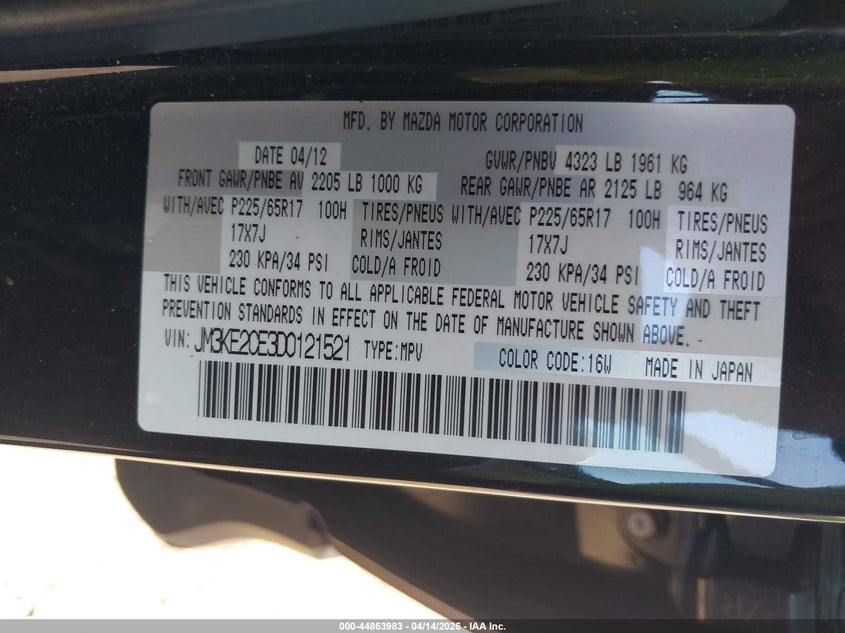 MFD. BY MAZDA MOTOR CORPORATION
DATE 04/12 GVWR/PNBV 4323 LB 1961 KG
FRONT GAWR/PNBE AV 2205 LB 1000 KG REAR GAWR/PNBE AR 2125 LB 964 KG
WITH/AVEC P225/65R17 100H TIRES/PNEUS WITH/AVEC P225/65R17 100H TIRES/PNEUS
17X7J RIMS/JANTES 17X7J RIMS/JANTES
230 KPA/34 PSI COLD/A FROID 230 KPA/34 PSI COLD/A FROID
THIS VEHICLE CONFORMS TO ALL APPLICABLE FEDERAL MOTOR VEHICLE SAFETY AND THEFT
PREVENTION STANDARDS IN EFFECT ON THE DATE OF MANUFACTURE SHOWN ABOVE.
VIN: JM3KE2CE3D0121521 TYPE:MPV COLOR CODE:16W MADE IN JAPAN
000-44863983 - 04/14/2026 - IAA Inc.